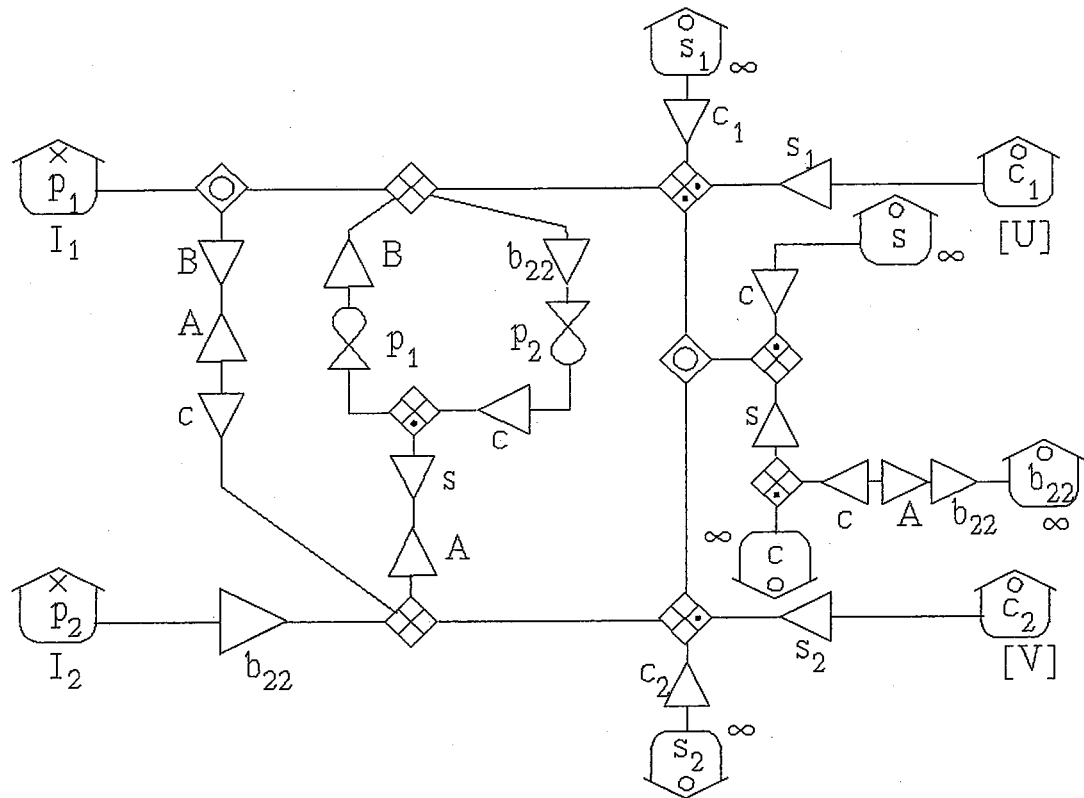 s₁
∞
c₁
p₁
I₁
s₁
c₁
[U]
s
∞
B
B
b₂₂
c
A
p₁
p₂
c
c
s
s
A
c
A
b₂₂
b₂₂
∞
∞
c
p₂
I₂
b₂₂
c₂
s₂
c₂
[V]
∞
s₂